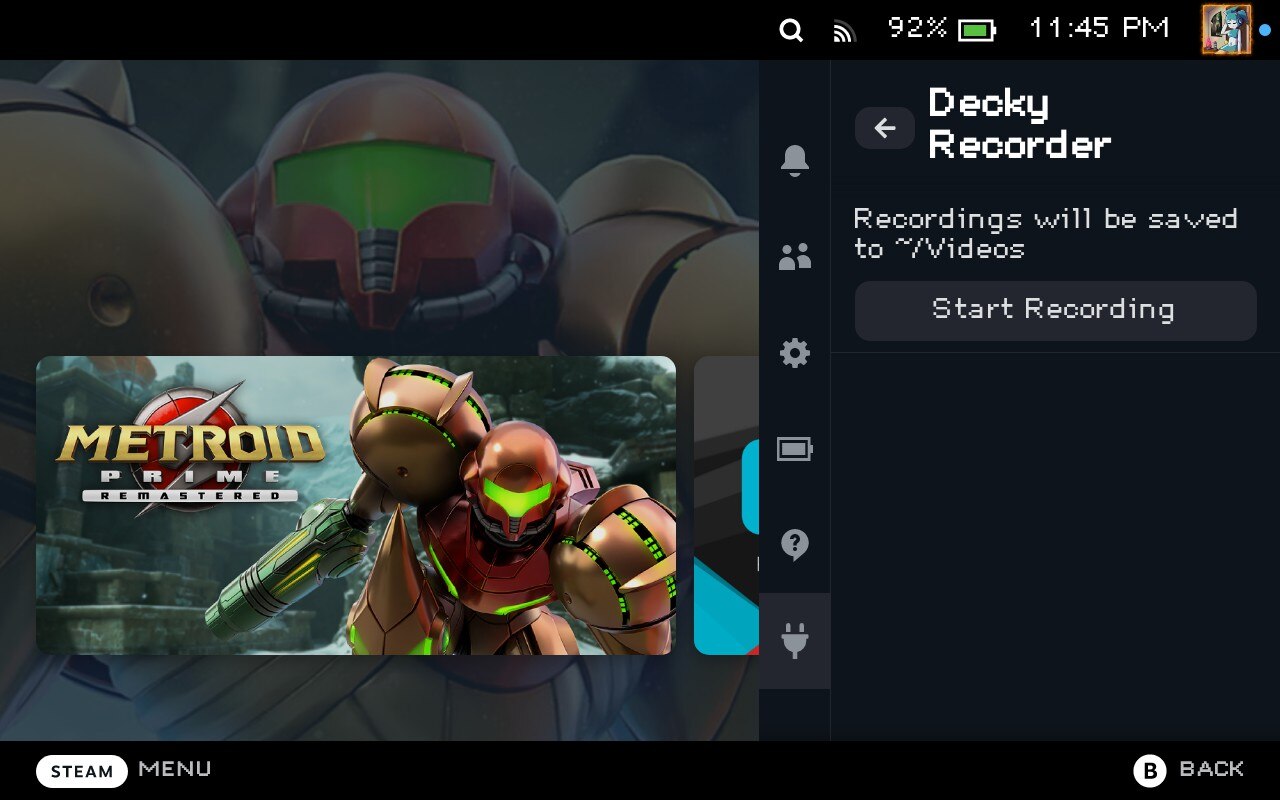 92%
11:45 PM
Decky
Recorder
Recordings will be saved
to ~/Videos
Start Recording
METROID
PRIME
REMASTERED
?
STEAM MENU
B BACK